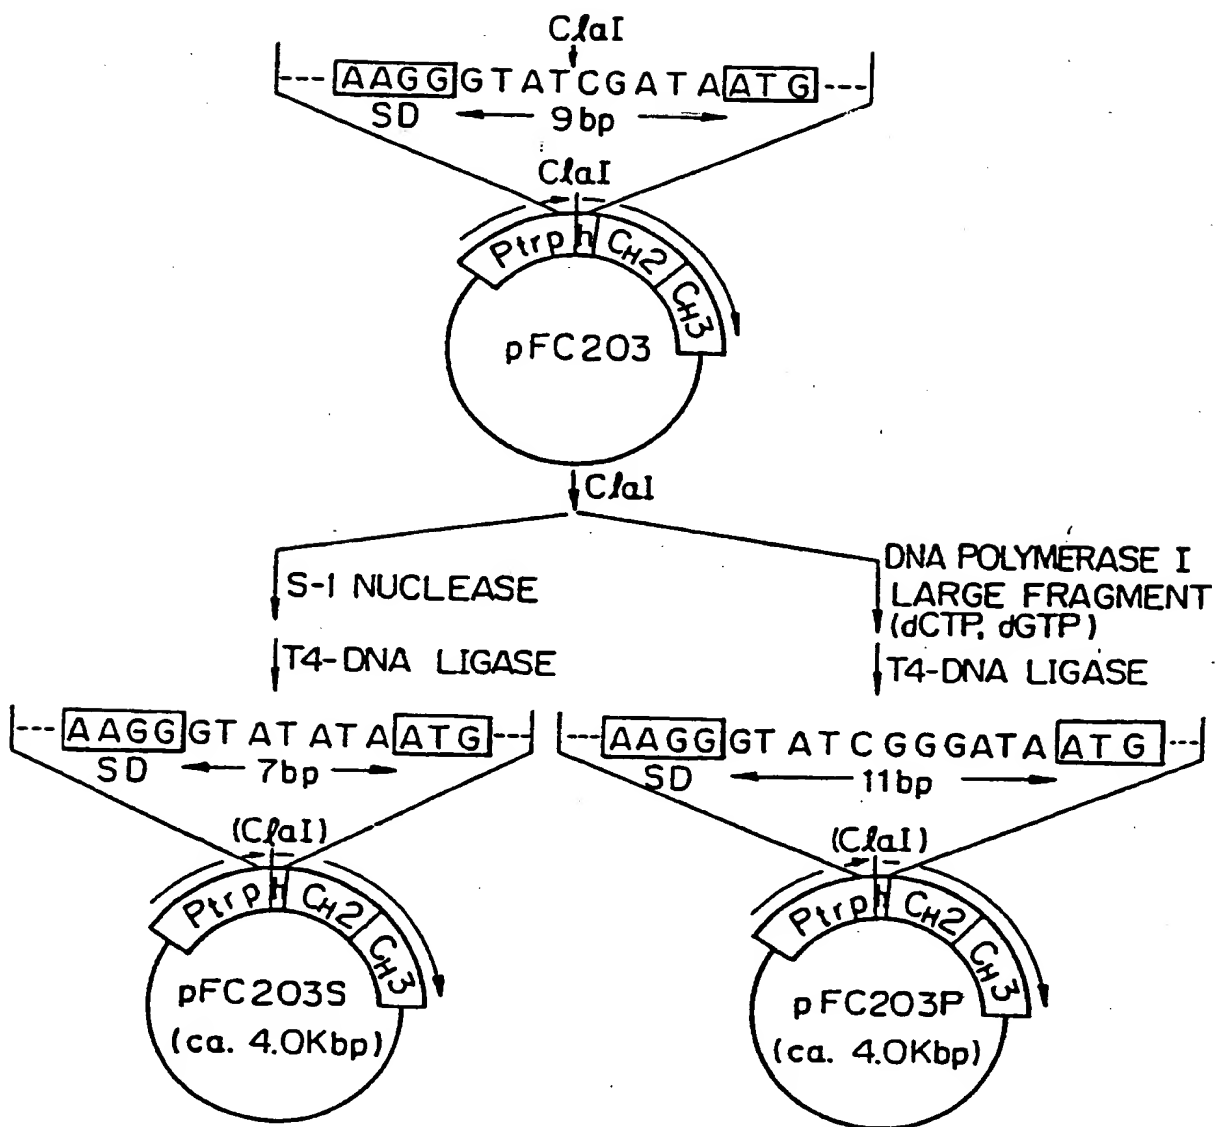 ClaI
--- AAGG GTATCGATA ATG ---
SD 9bp
ClaI
Ptrp h CH2 CH3
pFC203
ClaI
S-1 NUCLEASE
T4-DNA LIGASE
DNA POLYMERASE I
LARGE FRAGMENT
(dCTP, dGTP)
T4-DNA LIGASE
--- AAGG GTATATA ATG ---
SD 7bp
(ClaI)
Ptrp h CH2 CH3
pFC203S
(ca. 4.0Kbp)
--- AAGG GTATCGGGATA ATG ---
SD 11bp
(ClaI)
Ptrp h CH2 CH3
pFC203P
(ca. 4.0Kbp)